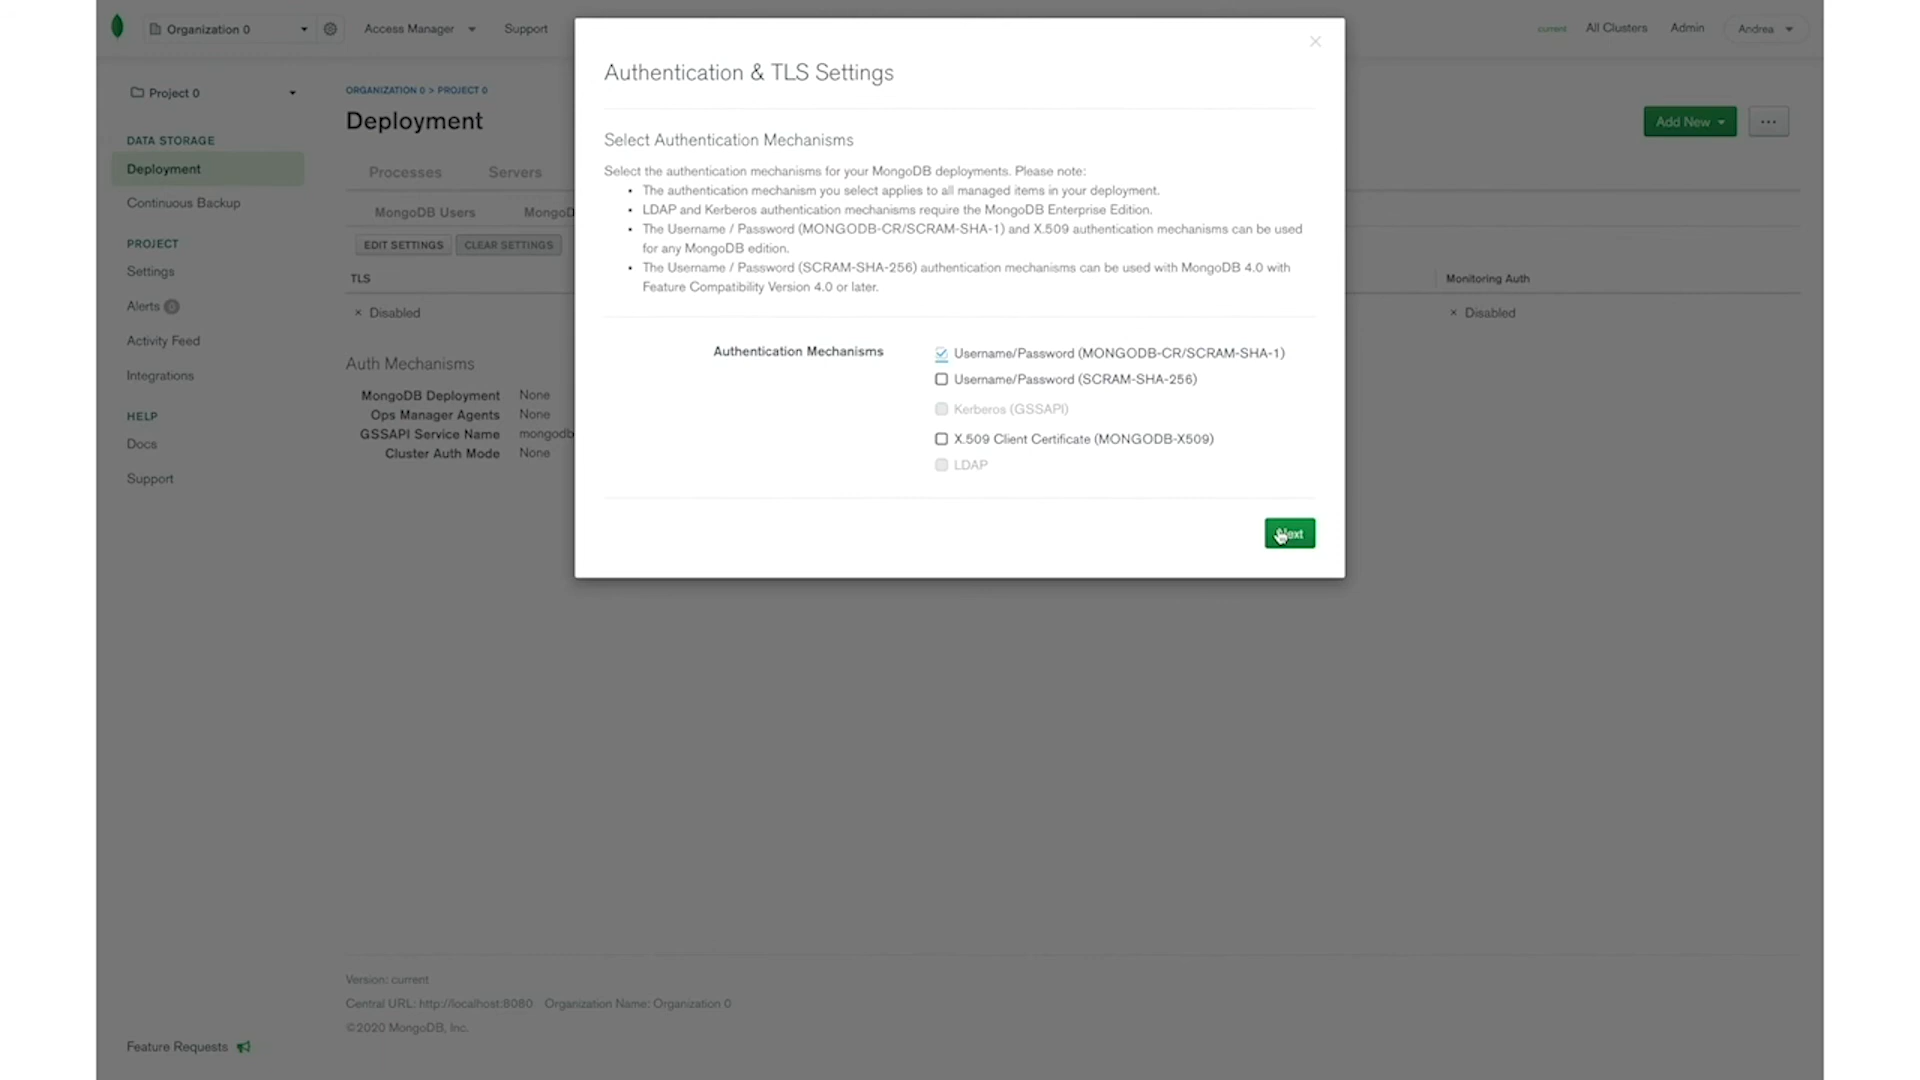 Organization 0
Access Manager
Support
current
All Clusters
Admin
Andrea
Project 0
DATA STORAGE
Deployment
Continuous Backup
PROJECT
Settings
Alerts 0
Activity Feed
Integrations
HELP
Docs
Support
Feature Requests
ORGANIZATION 0 > PROJECT 0
Deployment
Add New
Processes
Servers
MongoDB Users
MongoD
EDIT SETTINGS
CLEAR SETTINGS
TLS
Monitoring Auth
× Disabled
× Disabled
Auth Mechanisms
MongoDB Deployment None
Ops Manager Agents None
GSSAPI Service Name mongodb
Cluster Auth Mode None
Authentication & TLS Settings
Select Authentication Mechanisms
Select the authentication mechanisms for your MongoDB deployments. Please note:
• The authentication mechanism you select applies to all managed items in your deployment.
• LDAP and Kerberos authentication mechanisms require the MongoDB Enterprise Edition.
• The Username / Password (MONGODB-CR/SCRAM-SHA-1) and X.509 authentication mechanisms can be used
for any MongoDB edition.
• The Username / Password (SCRAM-SHA-256) authentication mechanisms can be used with MongoDB 4.0 with
Feature Compatibility Version 4.0 or later.
Authentication Mechanisms
Username/Password (MONGODB-CR/SCRAM-SHA-1)
Username/Password (SCRAM-SHA-256)
Kerberos (GSSAPI)
X.509 Client Certificate (MONGODB-X509)
LDAP
Next
Version: current
Central URL: http://localhost:8080 Organization Name: Organization 0
©2020 MongoDB, Inc.